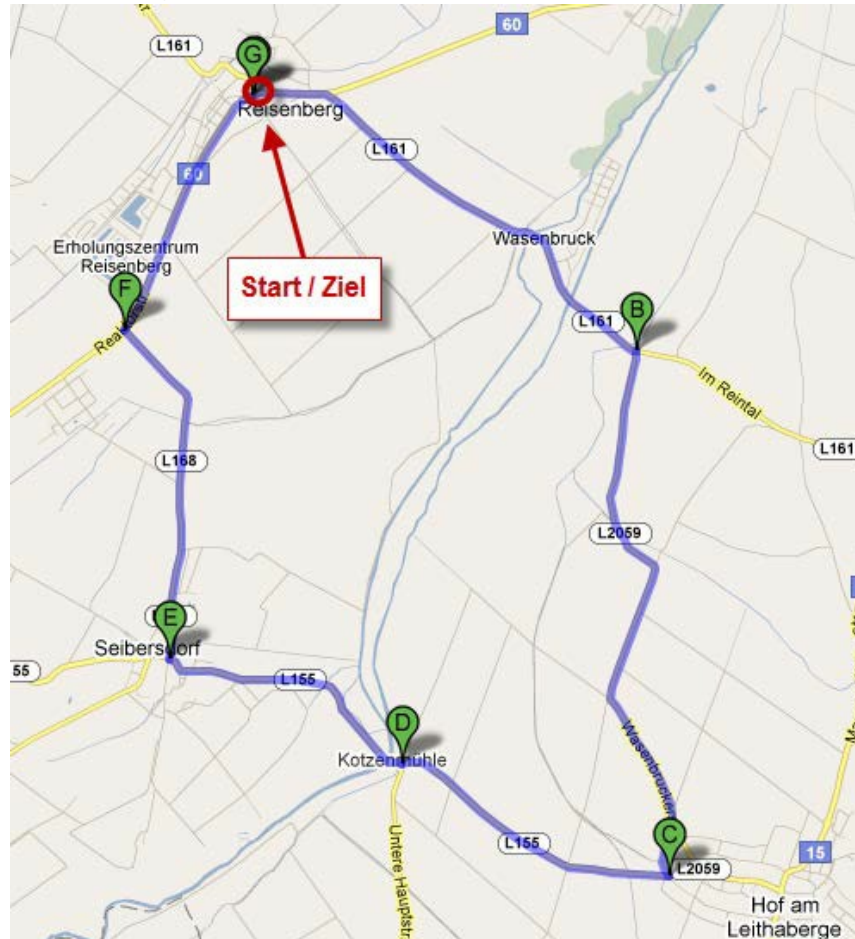 L161
60
G
Reisenberg
L161
60
Wasenbruck
Erholungszentrum
Reisenberg
Start / Ziel
F
B
L161
Im Reintal
L161
L168
L2059
E
Seibersdorf
55
L155
D
Kotzenmühle
Wasenbrucker
Untere Hauptstr.
C
L155
L2059
15
Hof am
Leithaberge